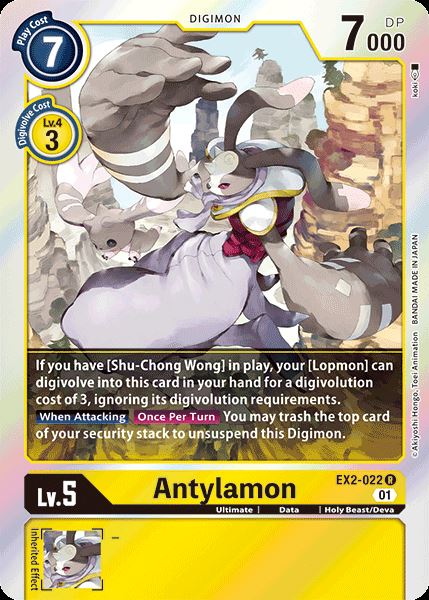 Play Cost
7
DIGIMON
7000
DP
Digivolve Cost
Lv.4
3
koki
If you have [Shu-Chong Wong] in play, your [Lopmon] can
digivolve into this card in your hand for a digivolution
cost of 3, ignoring its digivolution requirements.
When Attacking Once Per Turn You may trash the top card
of your security stack to unsuspend this Digimon.
©Akiyoshi Hongo, Toei Animation BANDAI MADE IN JAPAN
Lv.5
Antylamon
EX2-022 R
01
Ultimate | Data | Holy Beast/Deva
Inherited Effect
–